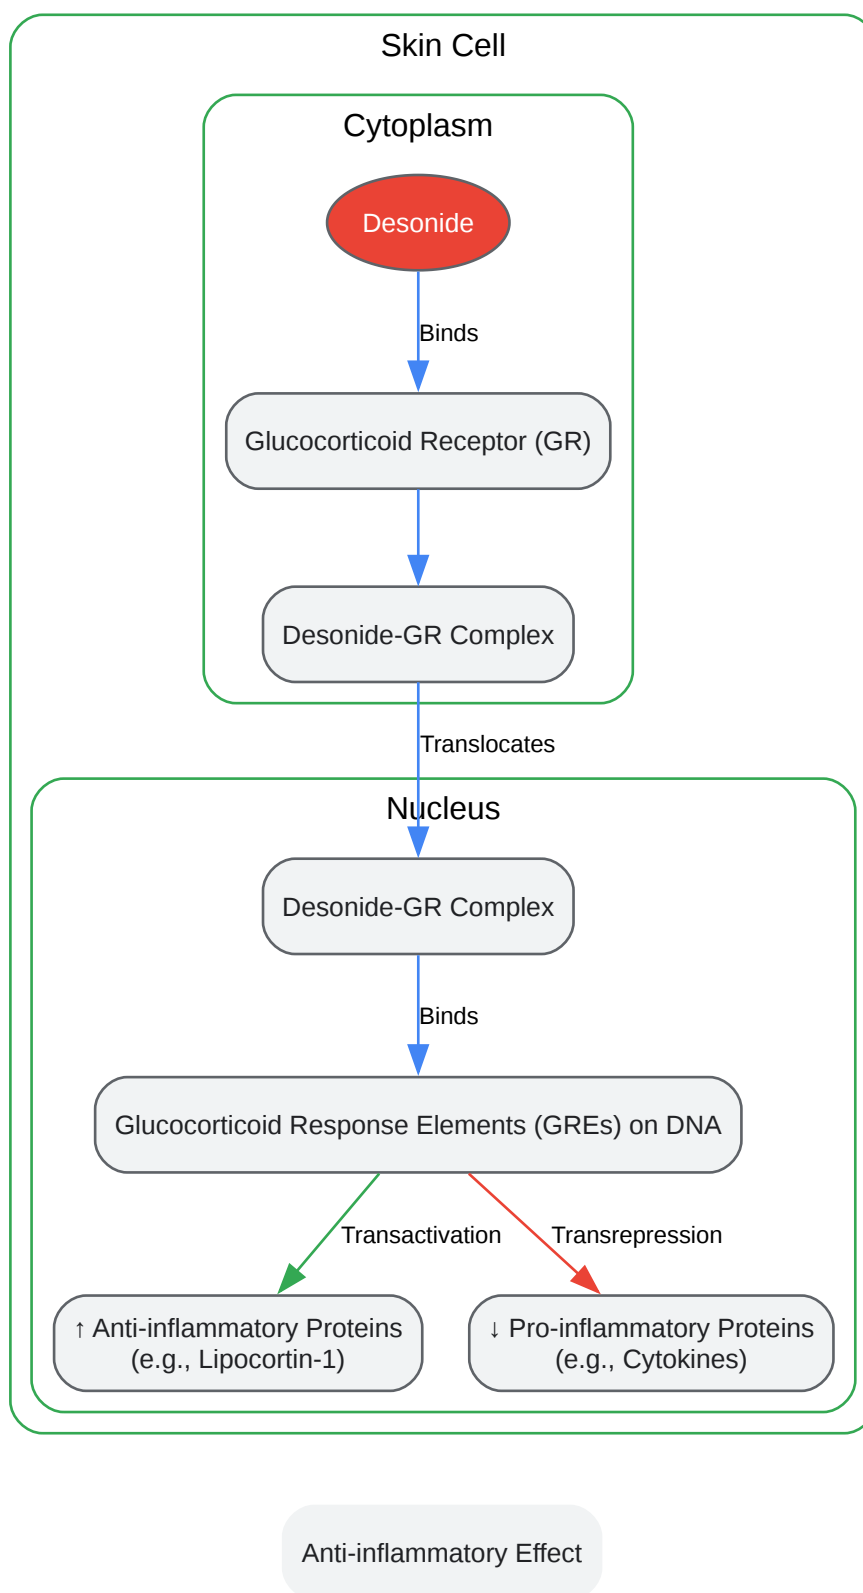 Skin Cell
Cytoplasm
Desonide
Binds
Glucocorticoid Receptor (GR)
Desonide-GR Complex
Translocates
Nucleus
Desonide-GR Complex
Binds
Glucocorticoid Response Elements (GREs) on DNA
Transactivation
Transrepression
↑ Anti-inflammatory Proteins
(e.g., Lipocortin-1)
↓ Pro-inflammatory Proteins
(e.g., Cytokines)
Anti-inflammatory Effect